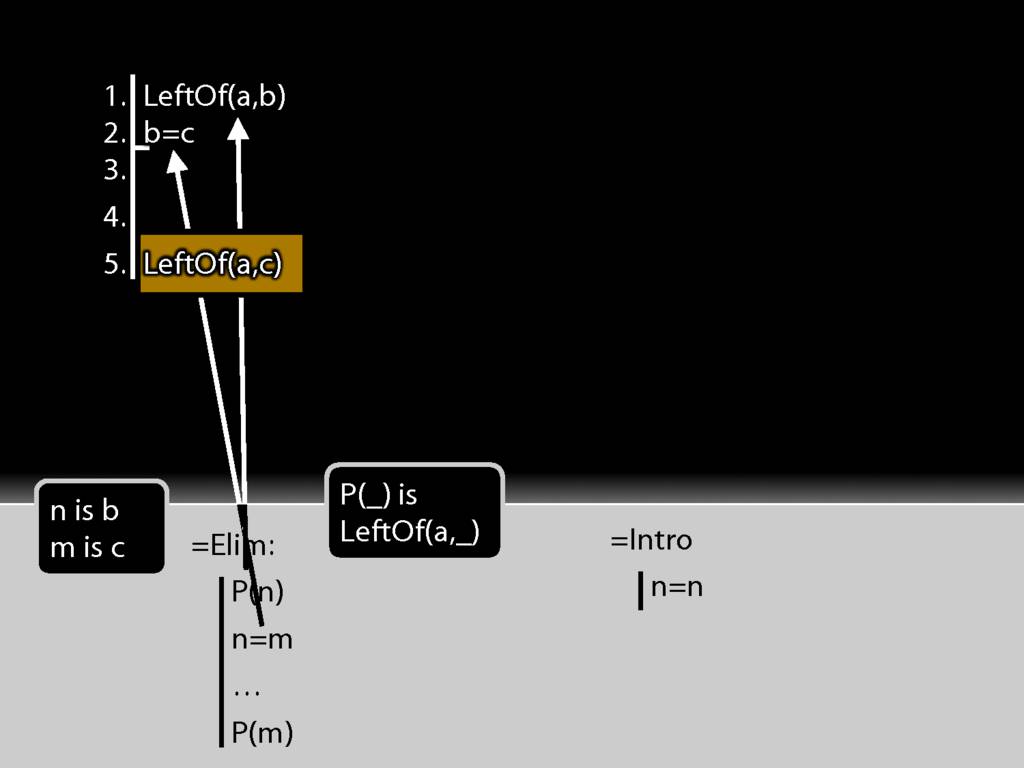 1. LeftOf(a,b)
2. b=c
3.
4.
5. LeftOf(a,c)
n is b
m is c
P(_) is
LeftOf(a,_)
=Elim:
P(n)
n=m
…
P(m)
=Intro
n=n